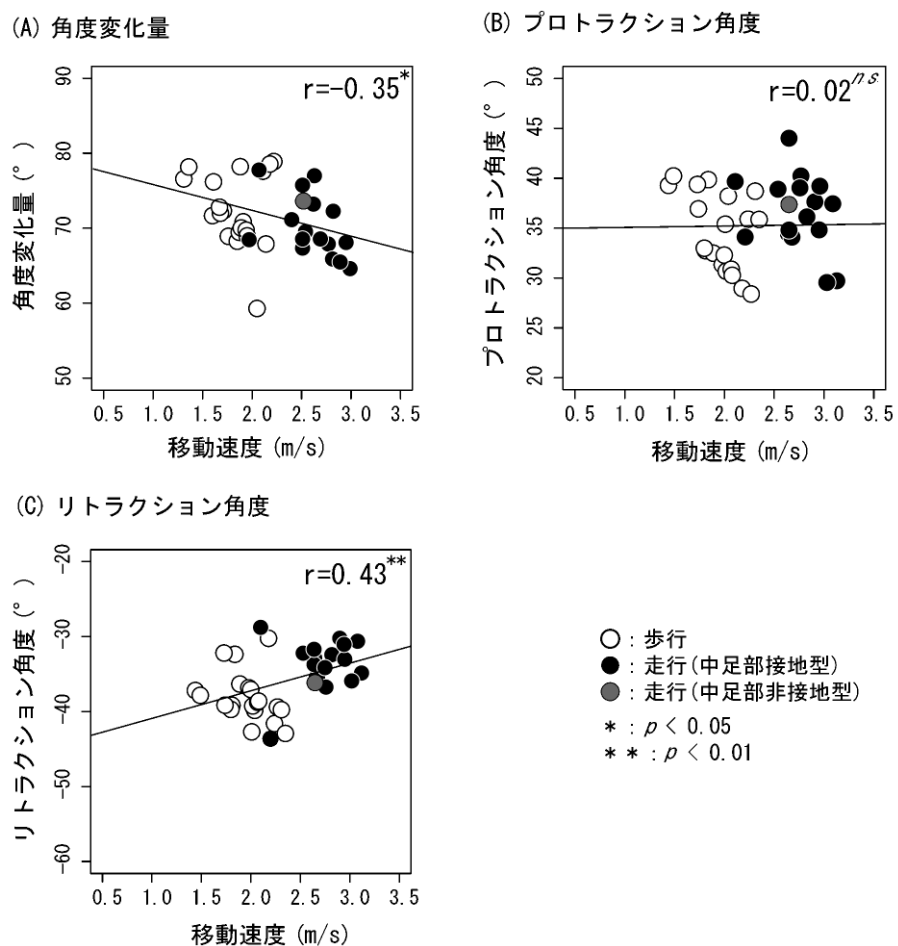 (A) 角度変化量
r=-0.35*
角度変化量 (°)
90
80
70
60
50
0.5 1.0 1.5 2.0 2.5 3.0 3.5
移動速度 (m/s)
(B) プロトラクション角度
r=0.02ns
プロトラクション角度 (°)
50
45
40
35
30
25
20
0.5 1.0 1.5 2.0 2.5 3.0 3.5
移動速度 (m/s)
(C) リトラクション角度
r=0.43**
リトラクション角度 (°)
-20
-30
-40
-50
-60
0.5 1.0 1.5 2.0 2.5 3.0 3.5
移動速度 (m/s)
: 歩行
: 走行(中足部接地型)
: 走行(中足部非接地型)
* : p < 0.05
** : p < 0.01